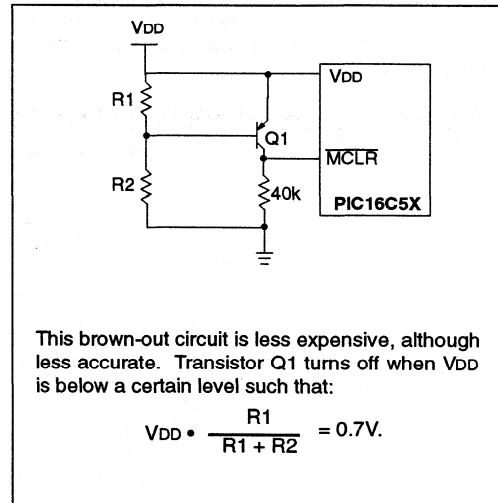 VDD
VDD
R1
Q1
MCLR
R2
40k
PIC16C5X
This brown-out circuit is less expensive, although
less accurate. Transistor Q1 turns off when VDD
is below a certain level such that:
VDD • R1 / R1 + R2 = 0.7V.